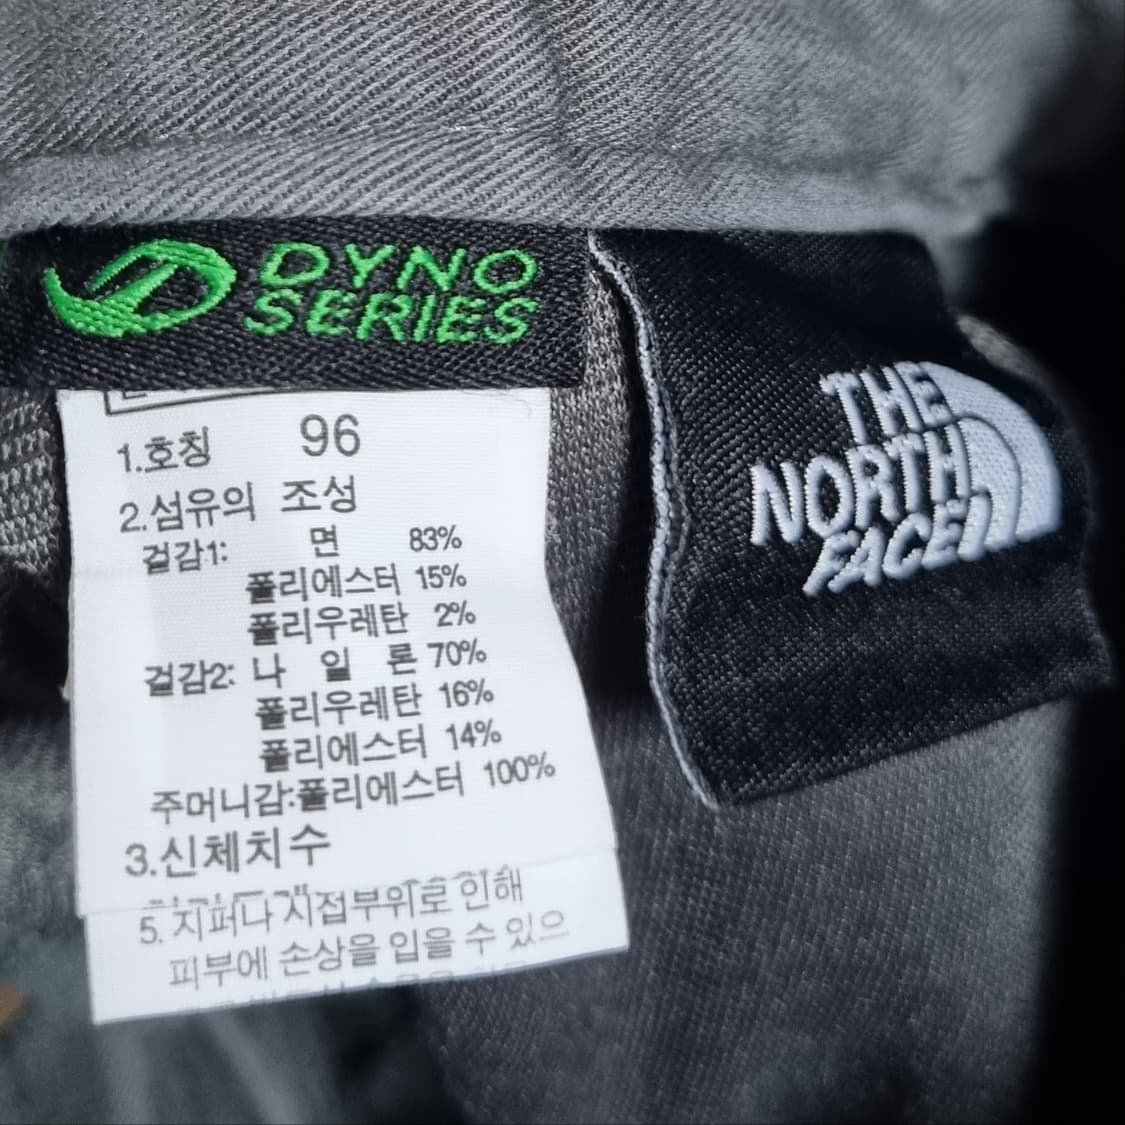 DYNO
SERIES
THE
NORTH
FACE
1.호칭 96
2.섬유의 조성
겉감1: 면 83%
폴리에스터 15%
폴리우레탄 2%
겉감2: 나 일 론 70%
폴리우레탄 16%
폴리에스터 14%
주머니감:폴리에스터 100%
3.신체치수
5. 지퍼나 지접부위로 인해
피부에 손상을 입을 수 있으